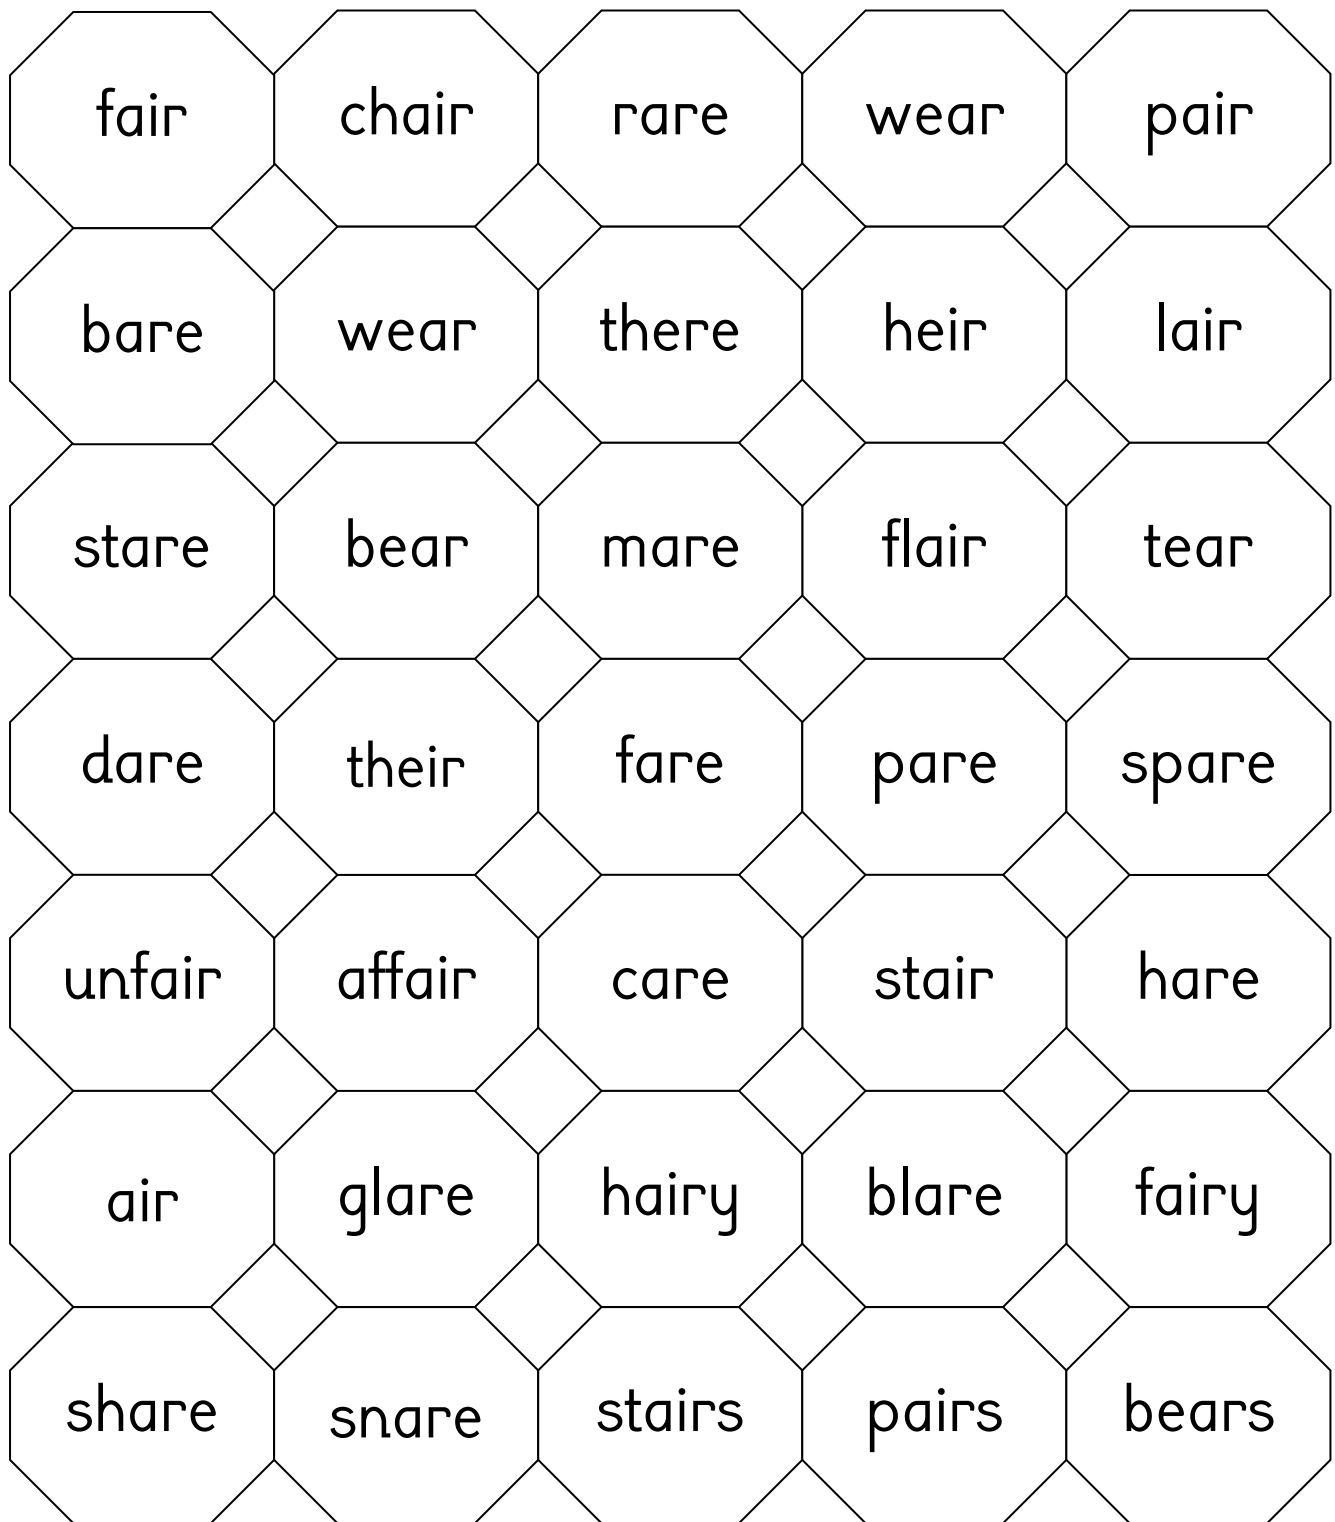 fair chair rare wear pair
bare wear there heir lair
stare bear mare flair tear
dare their fare pare spare
unfair affair care stair hare
air glare hairy blare fairy
share snare stairs pairs bears